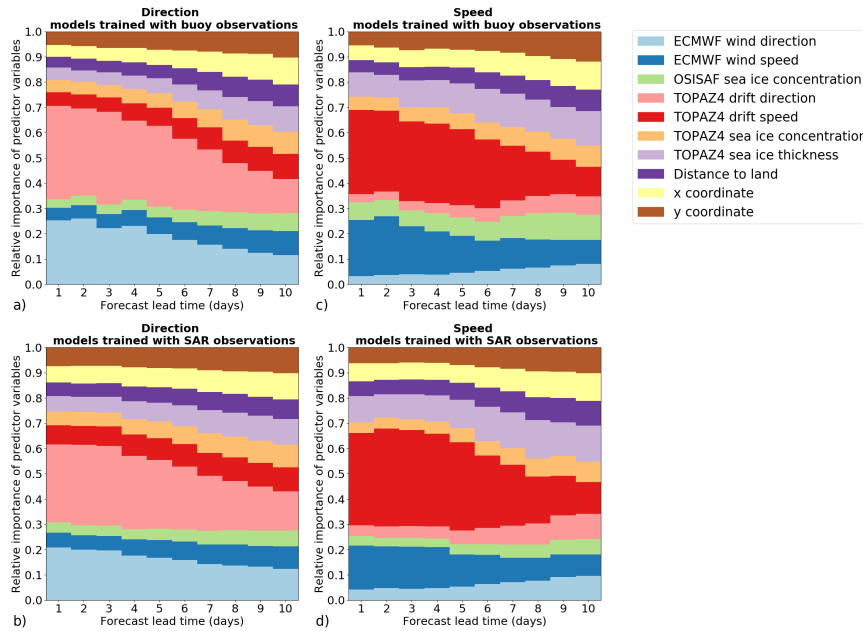 Direction
models trained with buoy observations
1.0
0.9
0.8
0.7
0.6
0.5
0.4
0.3
0.2
0.1
0.0
Relative importance of predictor variables
1 2 3 4 5 6 7 8 9 10
Forecast lead time (days)
a)
Speed
models trained with buoy observations
1.0
0.9
0.8
0.7
0.6
0.5
0.4
0.3
0.2
0.1
0.0
Relative importance of predictor variables
1 2 3 4 5 6 7 8 9 10
Forecast lead time (days)
c)
ECMWF wind direction
ECMWF wind speed
OSISAF sea ice concentration
TOPAZ4 drift direction
TOPAZ4 drift speed
TOPAZ4 sea ice concentration
TOPAZ4 sea ice thickness
Distance to land
x coordinate
y coordinate
Direction
models trained with SAR observations
1.0
0.9
0.8
0.7
0.6
0.5
0.4
0.3
0.2
0.1
0.0
Relative importance of predictor variables
1 2 3 4 5 6 7 8 9 10
Forecast lead time (days)
b)
Speed
models trained with SAR observations
1.0
0.9
0.8
0.7
0.6
0.5
0.4
0.3
0.2
0.1
0.0
Relative importance of predictor variables
1 2 3 4 5 6 7 8 9 10
Forecast lead time (days)
d)